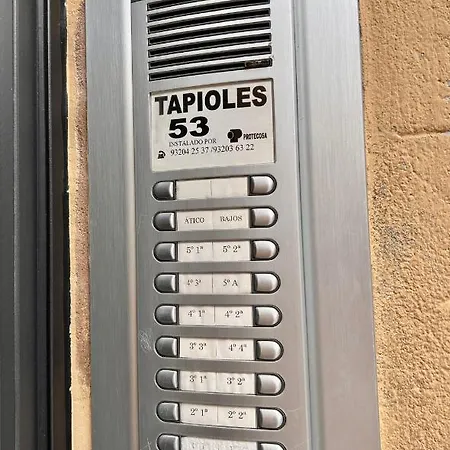 TAPIOLES
53
PROTECOSA
INSTALADO POR
93204 25 37 /93203 63 22
ÁTICO BAJOS
5º 1ª 5º 2ª
4º 3ª 5º A
4º 1ª 4º 2ª
3º 3ª 4º 4ª
3º 1ª 3º 2ª
2º 1ª 2º 2ª